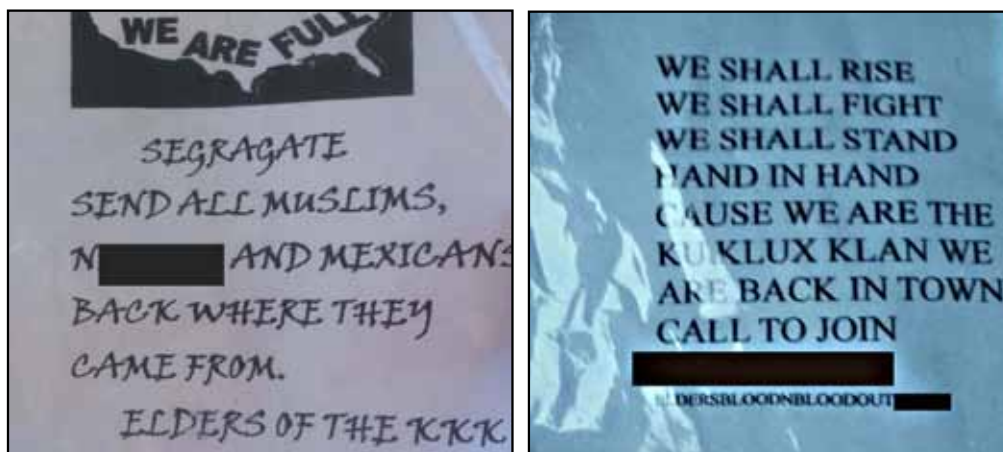 WE ARE FULL
SEGRAGATE
SEND ALL MUSLIMS,
N AND MEXICANS
BACK WHERE THEY
CAME FROM.
ELDERS OF THE KKK
WE SHALL RISE
WE SHALL FIGHT
WE SHALL STAND
HAND IN HAND
CAUSE WE ARE THE
KU KLUX KLAN WE
ARE BACK IN TOWN
CALL TO JOIN
ELDERSBLOODNBLOODOUT